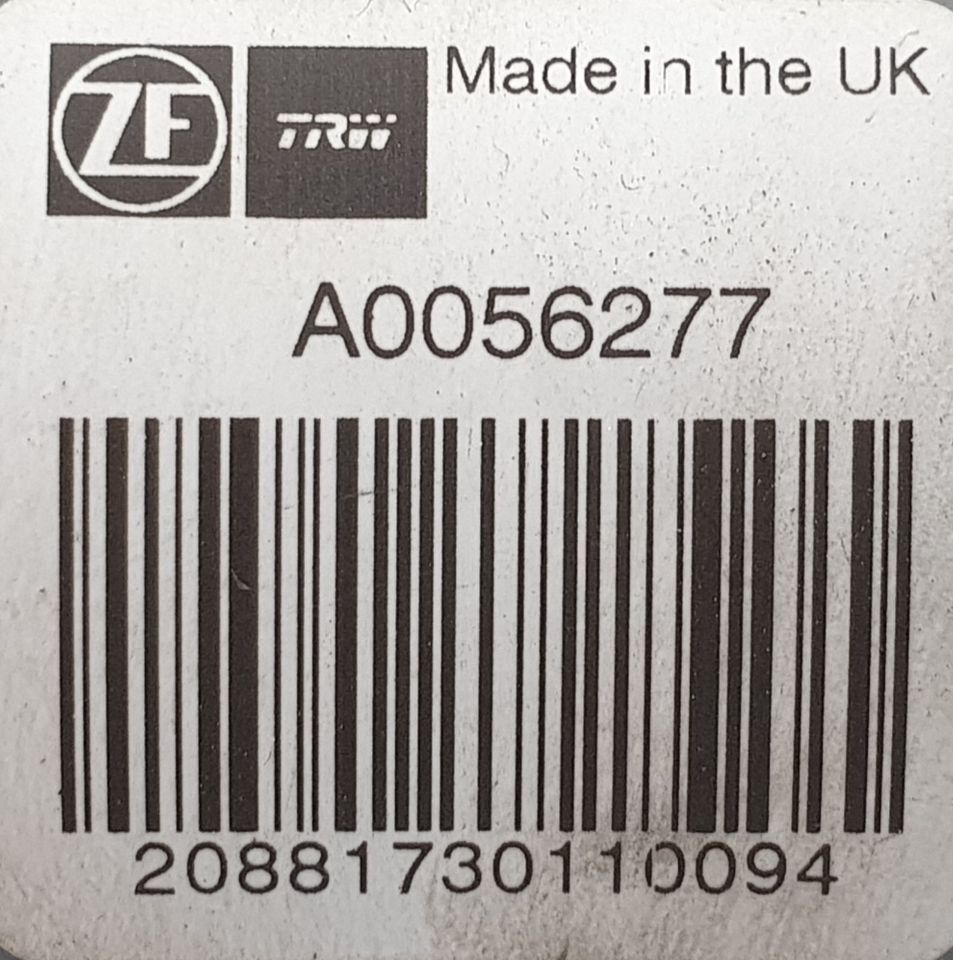 ZF TRW Made in the UK
A0056277
20881730110094